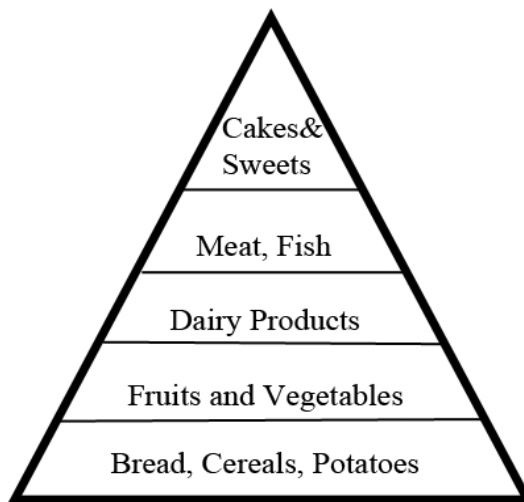 Cakes&
Sweets
Meat, Fish
Dairy Products
Fruits and Vegetables
Bread, Cereals, Potatoes